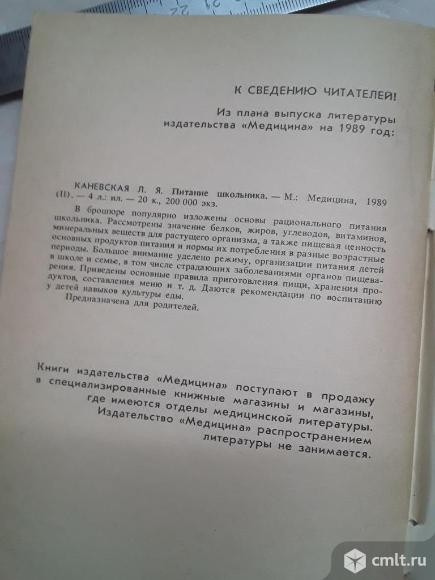 К СВЕДЕНИЮ ЧИТАТЕЛЕЙ!
Из плана выпуска литературы
издательства «Медицина» на 1989 год:
КАНЕВСКАЯ Л. Я. Питание школьника. — М.: Медицина, 1989
(II). — 4 л.: ил. — 20 к., 200 000 экз.
В брошюре популярно изложены основы рационального питания
школьника. Рассмотрены значение белков, жиров, углеводов, витаминов,
минеральных веществ для растущего организма, а также пищевая ценность
основных продуктов питания и нормы их потребления в разные возрастные
периоды. Большое внимание уделено режиму, организации питания детей
в школе и семье, в том числе страдающих заболеваниями органов пищева-
рения. Приведены основные правила приготовления пищи, хранения про-
дуктов, составления меню и т. д. Даются рекомендации по воспитанию
у детей навыков культуры еды.
Предназначена для родителей.
Книги издательства «Медицина» поступают в продажу
в специализированные книжные магазины и магазины,
где имеются отделы медицинской литературы.
Издательство «Медицина» распространением
литературы не занимается.
cmlt.ru